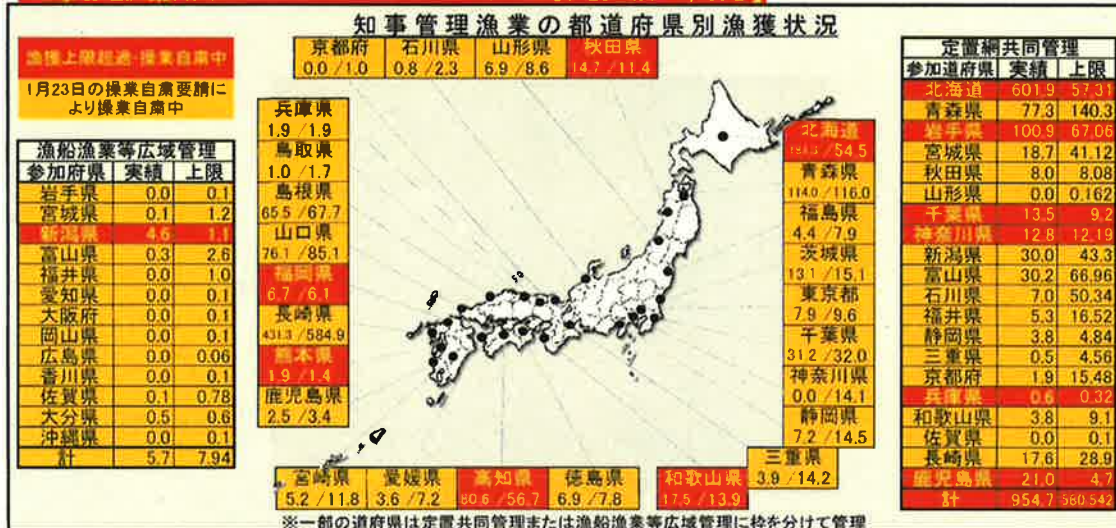 知事管理漁業の都道府県別漁獲状況
漁獲上限超過・操業自粛中
1月23日の操業自粛要請に
より操業自粛中
京都府 石川県 山形県 秋田県
0.0 /1.0 0.8 /2.3 6.9 /8.6 14.7 /11.4
漁船漁業等広域管理
参加府県 実績 上限
岩手県 0.0 0.1
宮城県 0.1 1.2
新潟県 4.6 1.1
富山県 0.3 2.6
福井県 0.0 1.0
愛知県 0.0 0.1
大阪府 0.0 0.1
岡山県 0.0 0.1
広島県 0.0 0.06
香川県 0.0 0.1
佐賀県 0.1 0.78
大分県 0.5 0.6
沖縄県 0.0 0.1
計 5.7 7.94
兵庫県
1.9 /1.9
鳥取県
1.0 /1.7
島根県
65.5 /67.7
山口県
76.1 /85.1
福岡県
6.7 /6.1
長崎県
431.3 /584.9
熊本県
1.9 /1.4
鹿児島県
2.5 /3.4
北海道
/54.5
青森県
114.0 /116.0
福島県
4.4 /7.9
茨城県
13.1 /15.1
東京都
7.9 /9.6
千葉県
31.2 /32.0
神奈川県
0.0 /14.1
静岡県
7.2 /14.5
三重県
3.9 /14.2
宮崎県 愛媛県 高知県 徳島県 和歌山県
5.2 /11.8 3.6 /7.2 80.6 /56.7 6.9 /7.8 17.5 /13.9
定置網共同管理
参加道府県 実績 上限
北海道 601.9 57.31
青森県 77.3 140.3
岩手県 100.9 67.06
宮城県 18.7 41.12
秋田県 8.0 8.08
山形県 0.0 0.162
千葉県 13.5 9.2
神奈川県 12.8 12.19
新潟県 30.0 43.3
富山県 30.2 66.96
石川県 7.0 50.34
福井県 5.3 16.52
静岡県 3.8 4.84
三重県 0.5 4.56
京都府 1.9 15.48
兵庫県 0.6 0.32
和歌山県 3.8 9.1
佐賀県 0.0 0.1
長崎県 17.6 28.9
鹿児島県 21.0 4.7
計 954.7 580.542
※一部の道府県は定置共同管理または漁船漁業等広域管理に枠を分けて管理